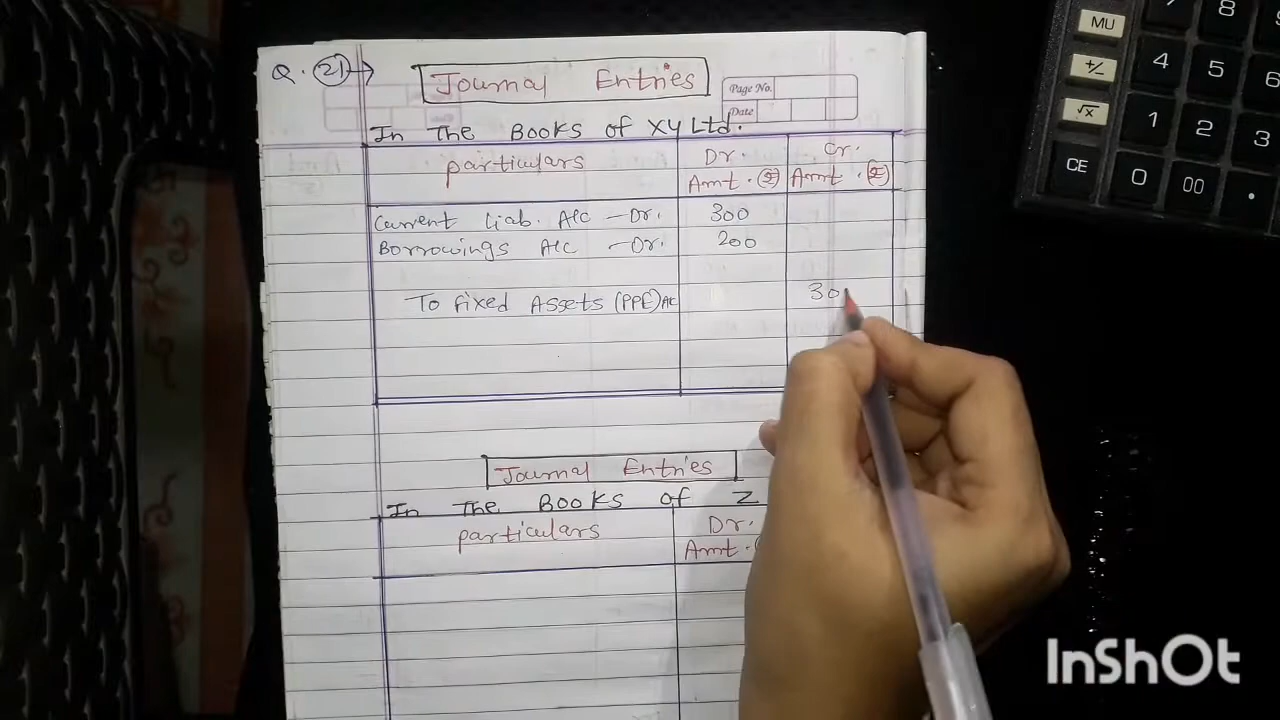 Q. 21 →
Journal Entries
Page No.
Date
In The Books of XY Ltd.
particulars
Dr.
Amt. (₹)
Cr.
Amt. (₹)
Current Liab. A/c - Dr. 300
Borrowings A/c - Dr. 200
To Fixed Assets (PPE) A/c 30
Journal Entries
In The Books of Z
particulars
Dr.
Amt.
MU
+/-
√x
CE
7
8
4
5
6
1
2
3
0
00
.
InShOt